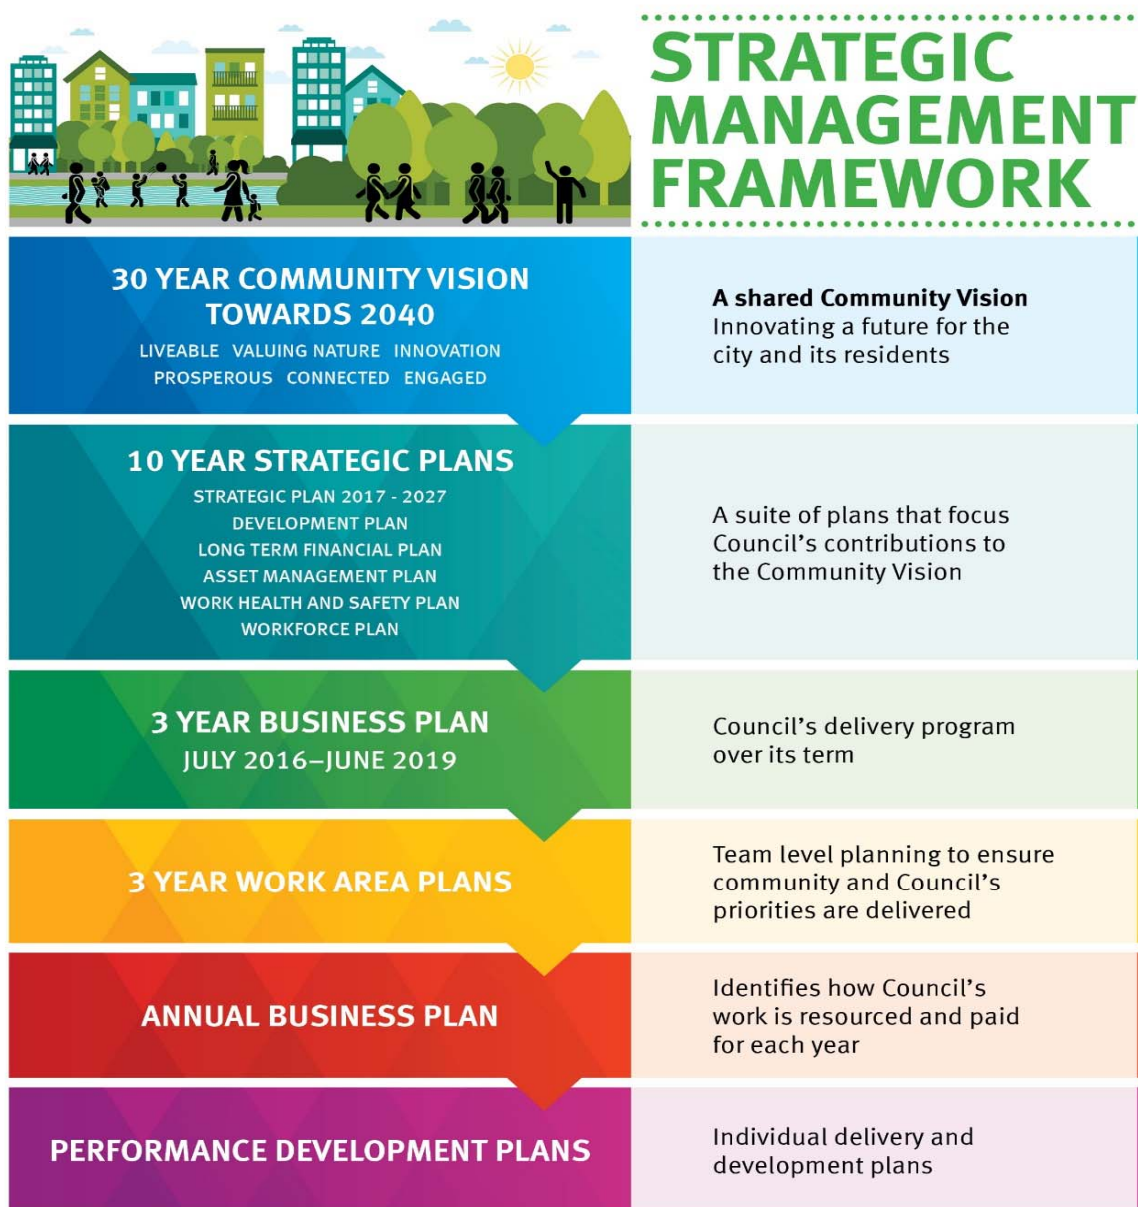 STRATEGIC
MANAGEMENT
FRAMEWORK
30 YEAR COMMUNITY VISION
TOWARDS 2040
LIVEABLE VALUING NATURE INNOVATION
PROSPEROUS CONNECTED ENGAGED
A shared Community Vision
Innovating a future for the
city and its residents
10 YEAR STRATEGIC PLANS
STRATEGIC PLAN 2017 - 2027
DEVELOPMENT PLAN
LONG TERM FINANCIAL PLAN
ASSET MANAGEMENT PLAN
WORK HEALTH AND SAFETY PLAN
WORKFORCE PLAN
A suite of plans that focus
Council's contributions to
the Community Vision
3 YEAR BUSINESS PLAN
JULY 2016–JUNE 2019
Council's delivery program
over its term
3 YEAR WORK AREA PLANS
Team level planning to ensure
community and Council's
priorities are delivered
ANNUAL BUSINESS PLAN
Identifies how Council's
work is resourced and paid
for each year
PERFORMANCE DEVELOPMENT PLANS
Individual delivery and
development plans